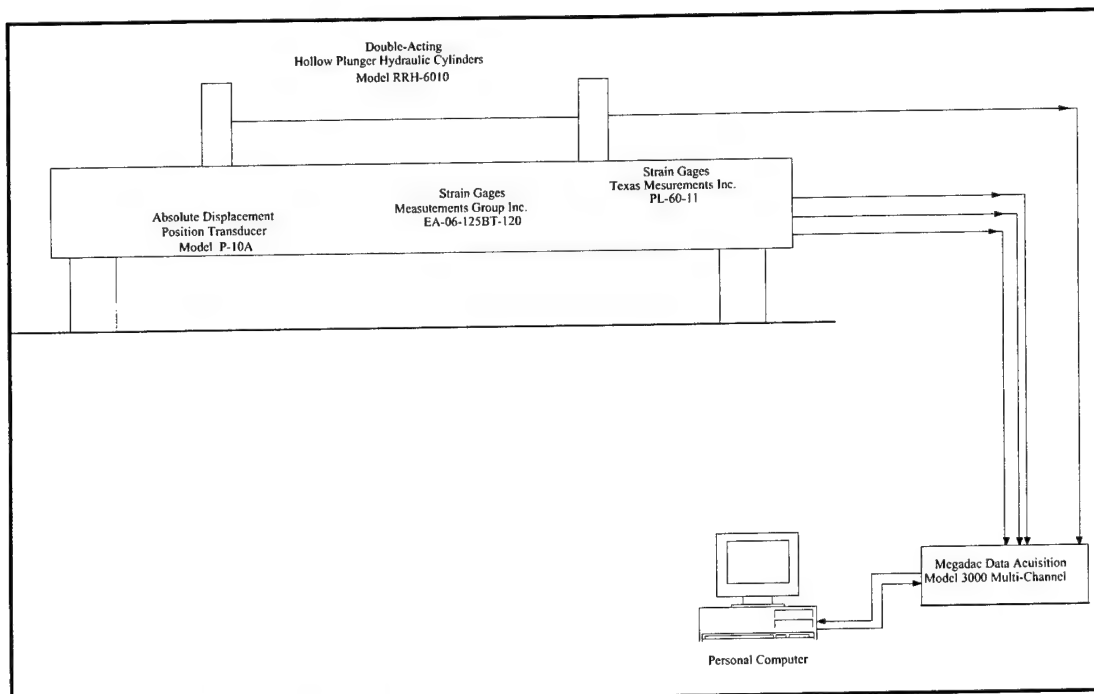 Double-Acting
Hollow Plunger Hydraulic Cylinders
Model RRH-6010
Strain Gages
Texas Mesurements Inc.
PL-60-11
Strain Gages
Measutements Group Inc.
EA-06-125BT-120
Absolute Displacement
Position Transducer
Model P-10A
Megadac Data Acuisition
Model 3000 Multi-Channel
Personal Computer